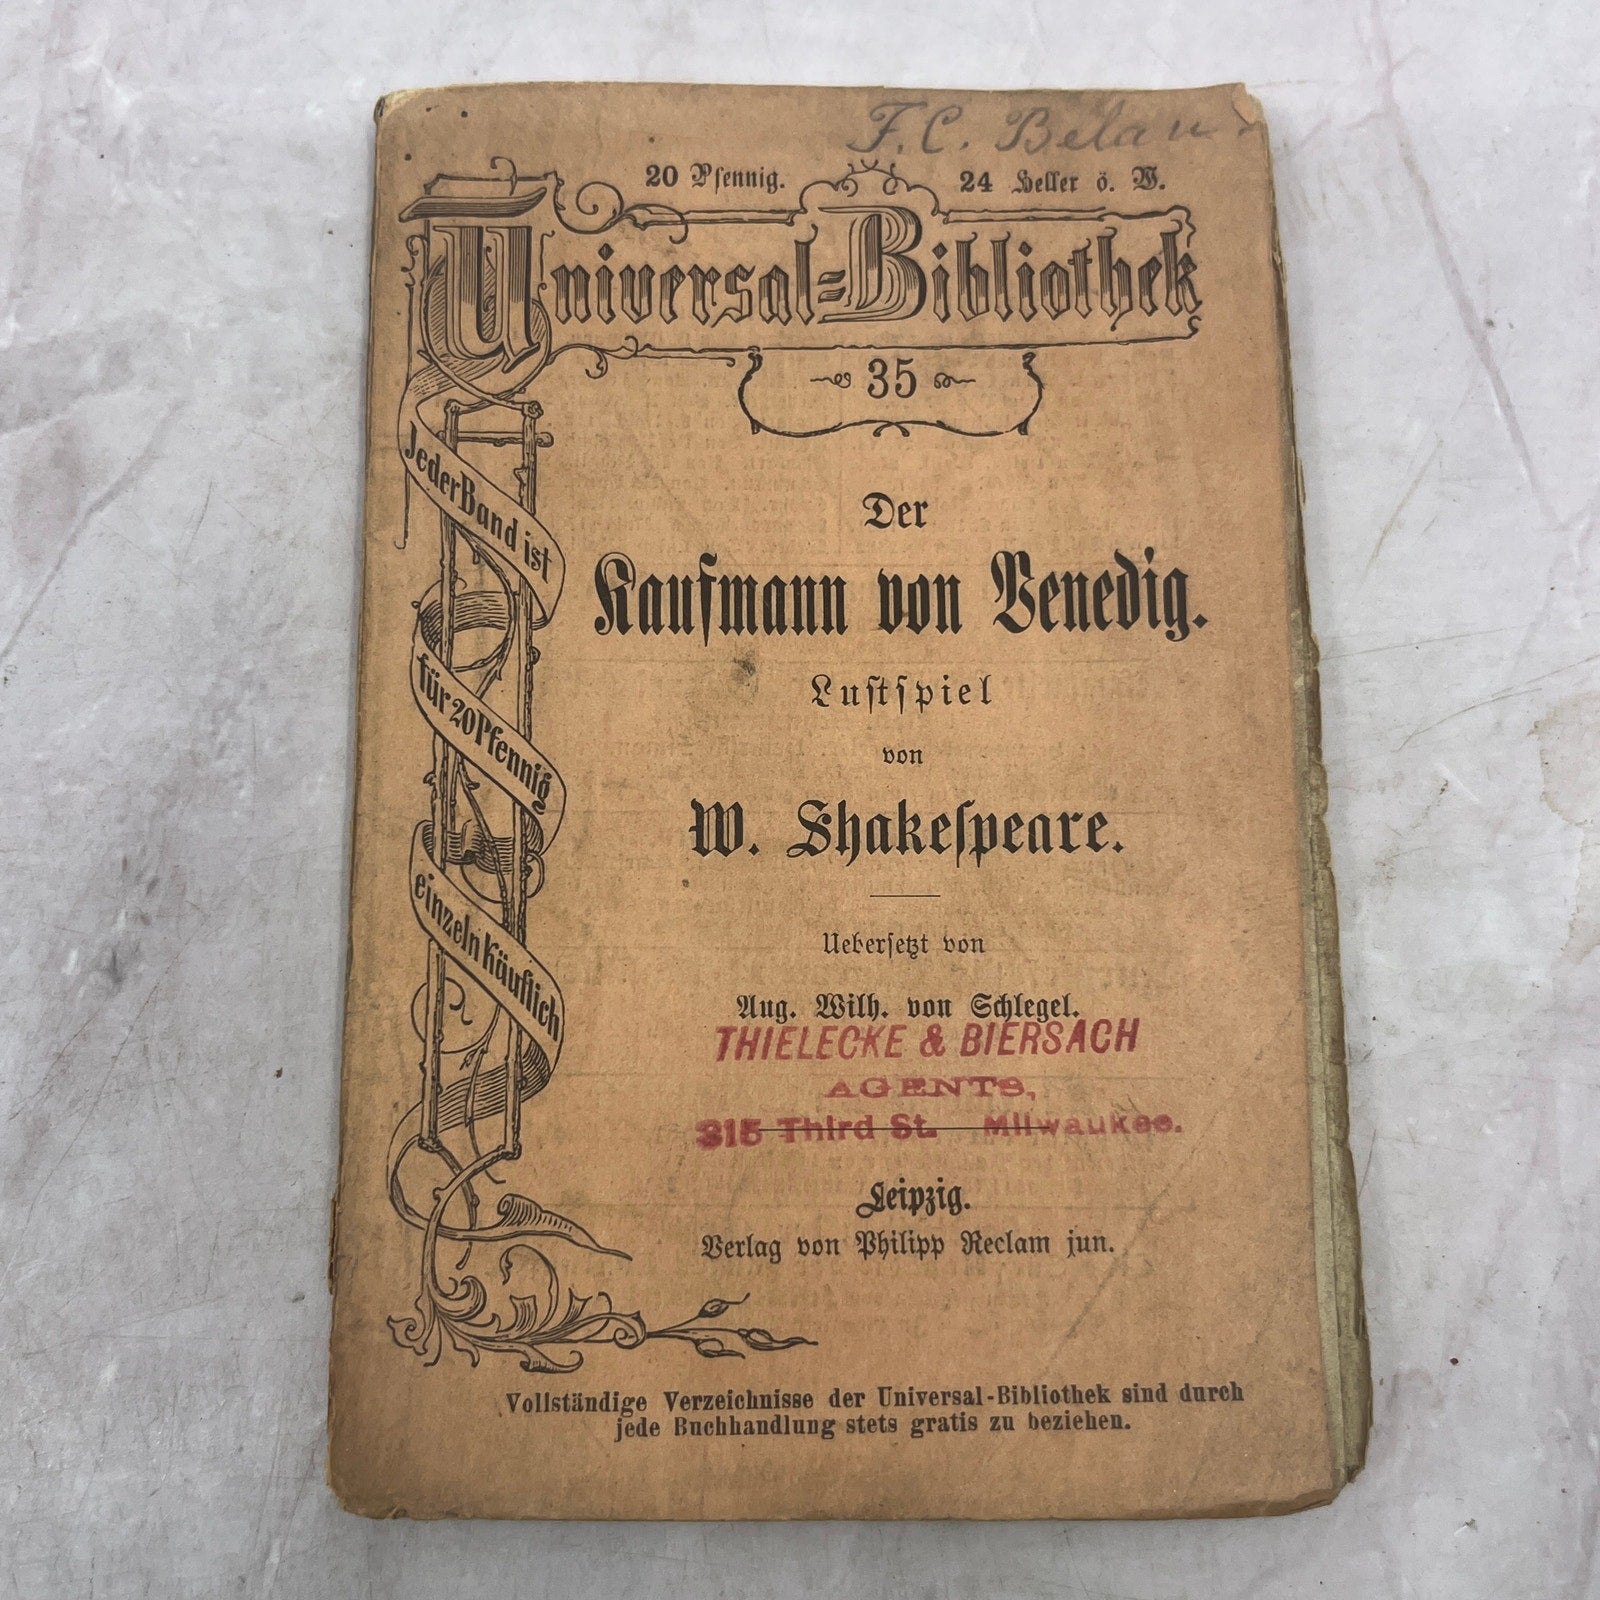 F. C. Belau
20 Pfennig. 24 Heller ö. W.
Universal-Bibliothek
35
Jeder Band ist
für 20 Pfennig
einzeln käuflich
Der
Kaufmann von Venedig.
Lustspiel
von
W. Shakespeare.
Uebersetzt von
Aug. Wilh. von Schlegel.
THIELECKE & BIERSACH
AGENTS,
315 Third St. Milwaukee.
Leipzig.
Verlag von Philipp Reclam jun.
Vollständige Verzeichnisse der Universal-Bibliothek sind durch
jede Buchhandlung stets gratis zu beziehen.